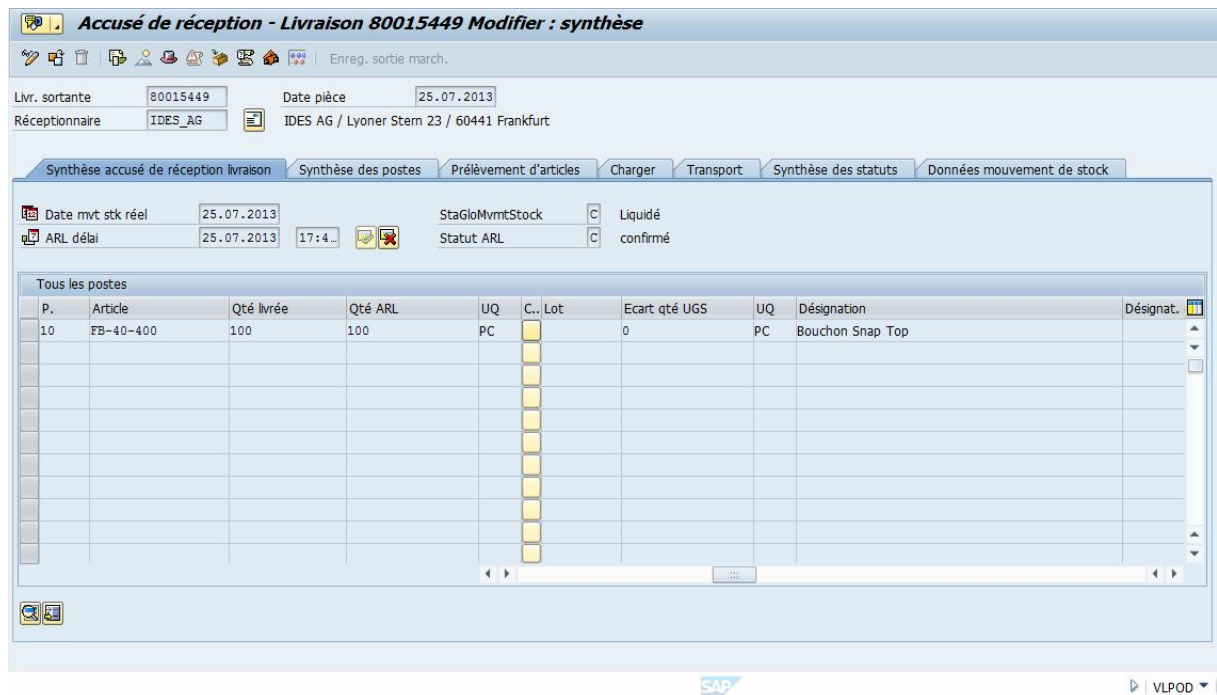 Accusé de réception - Livraison 80015449 Modifier : synthèse
Enreg. sortie march.
Livr. sortante 80015449 Date pièce 25.07.2013
Réceptionnaire IDES_AG IDES AG / Lyoner Stern 23 / 60441 Frankfurt
Synthèse accusé de réception livraison Synthèse des postes Prélèvement d'articles Charger Transport Synthèse des statuts Données mouvement de stock
Date mvt stk réel 25.07.2013 StaGloMvmtStock C Liquidé
ARL délai 25.07.2013 17:4... Statut ARL C confirmé
Tous les postes
P. Article Qté livrée Qté ARL UQ C.. Lot Ecart qté UGS UQ Désignation Désignat.
10 FB-40-400 100 100 PC 0 PC Bouchon Snap Top
SAP VLPOD